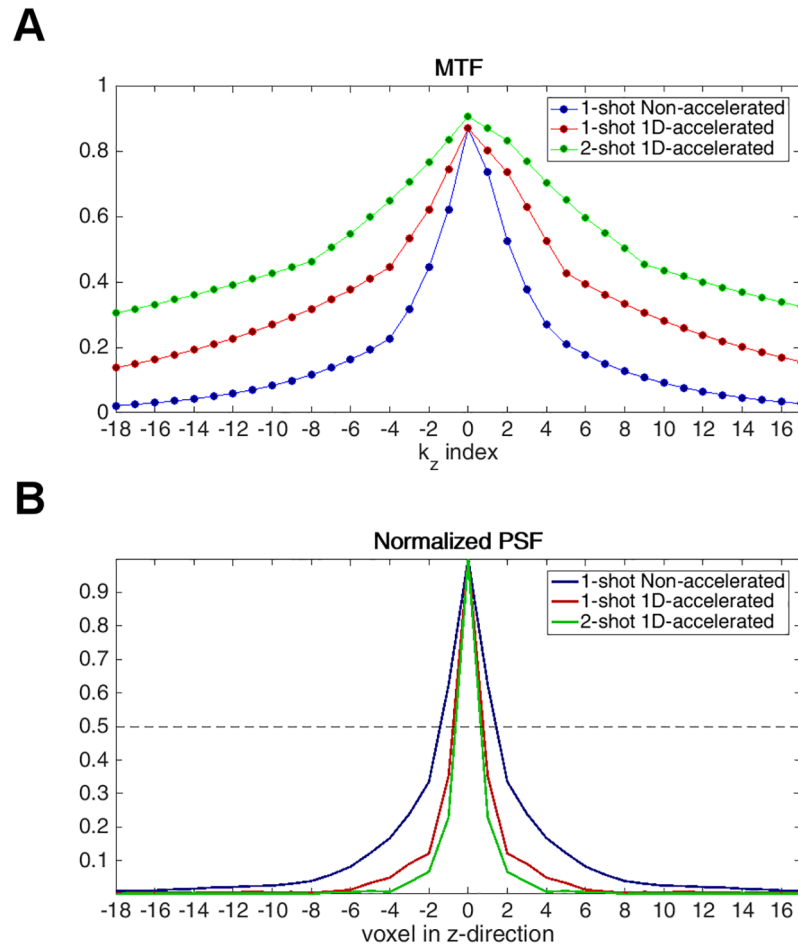 A
MTF
1
0.8
0.6
0.4
0.2
0
1-shot Non-accelerated
1-shot 1D-accelerated
2-shot 1D-accelerated
-18 -16 -14 -12 -10 -8 -6 -4 -2 0 2 4 6 8 10 12 14 16
k_z index
B
Normalized PSF
0.9
0.8
0.7
0.6
0.5
0.4
0.3
0.2
0.1
1-shot Non-accelerated
1-shot 1D-accelerated
2-shot 1D-accelerated
-18 -16 -14 -12 -10 -8 -6 -4 -2 0 2 4 6 8 10 12 14 16
voxel in z-direction